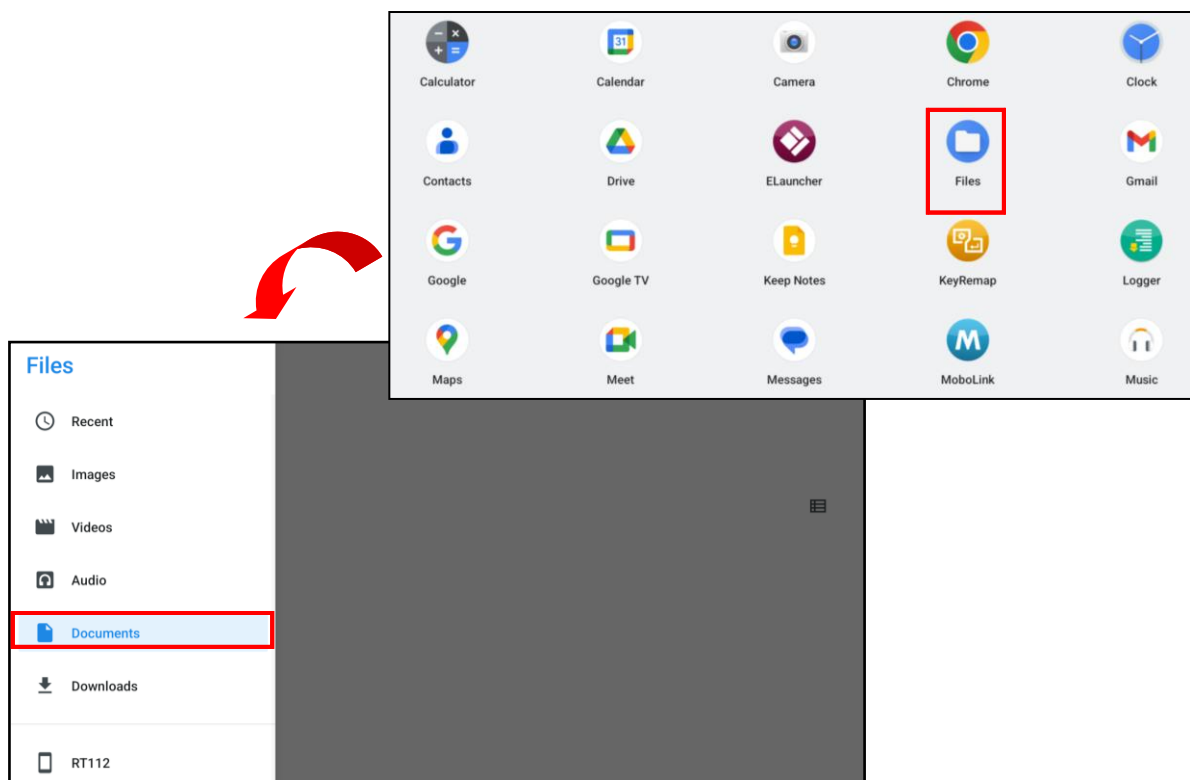 Calculator
Calendar
Camera
Chrome
Clock
Contacts
Drive
ELauncher
Files
Gmail
Google
Google TV
Keep Notes
KeyRemap
Logger
Maps
Meet
Messages
MoboLink
Music
Files
Recent
Images
Videos
Audio
Documents
Downloads
RT112